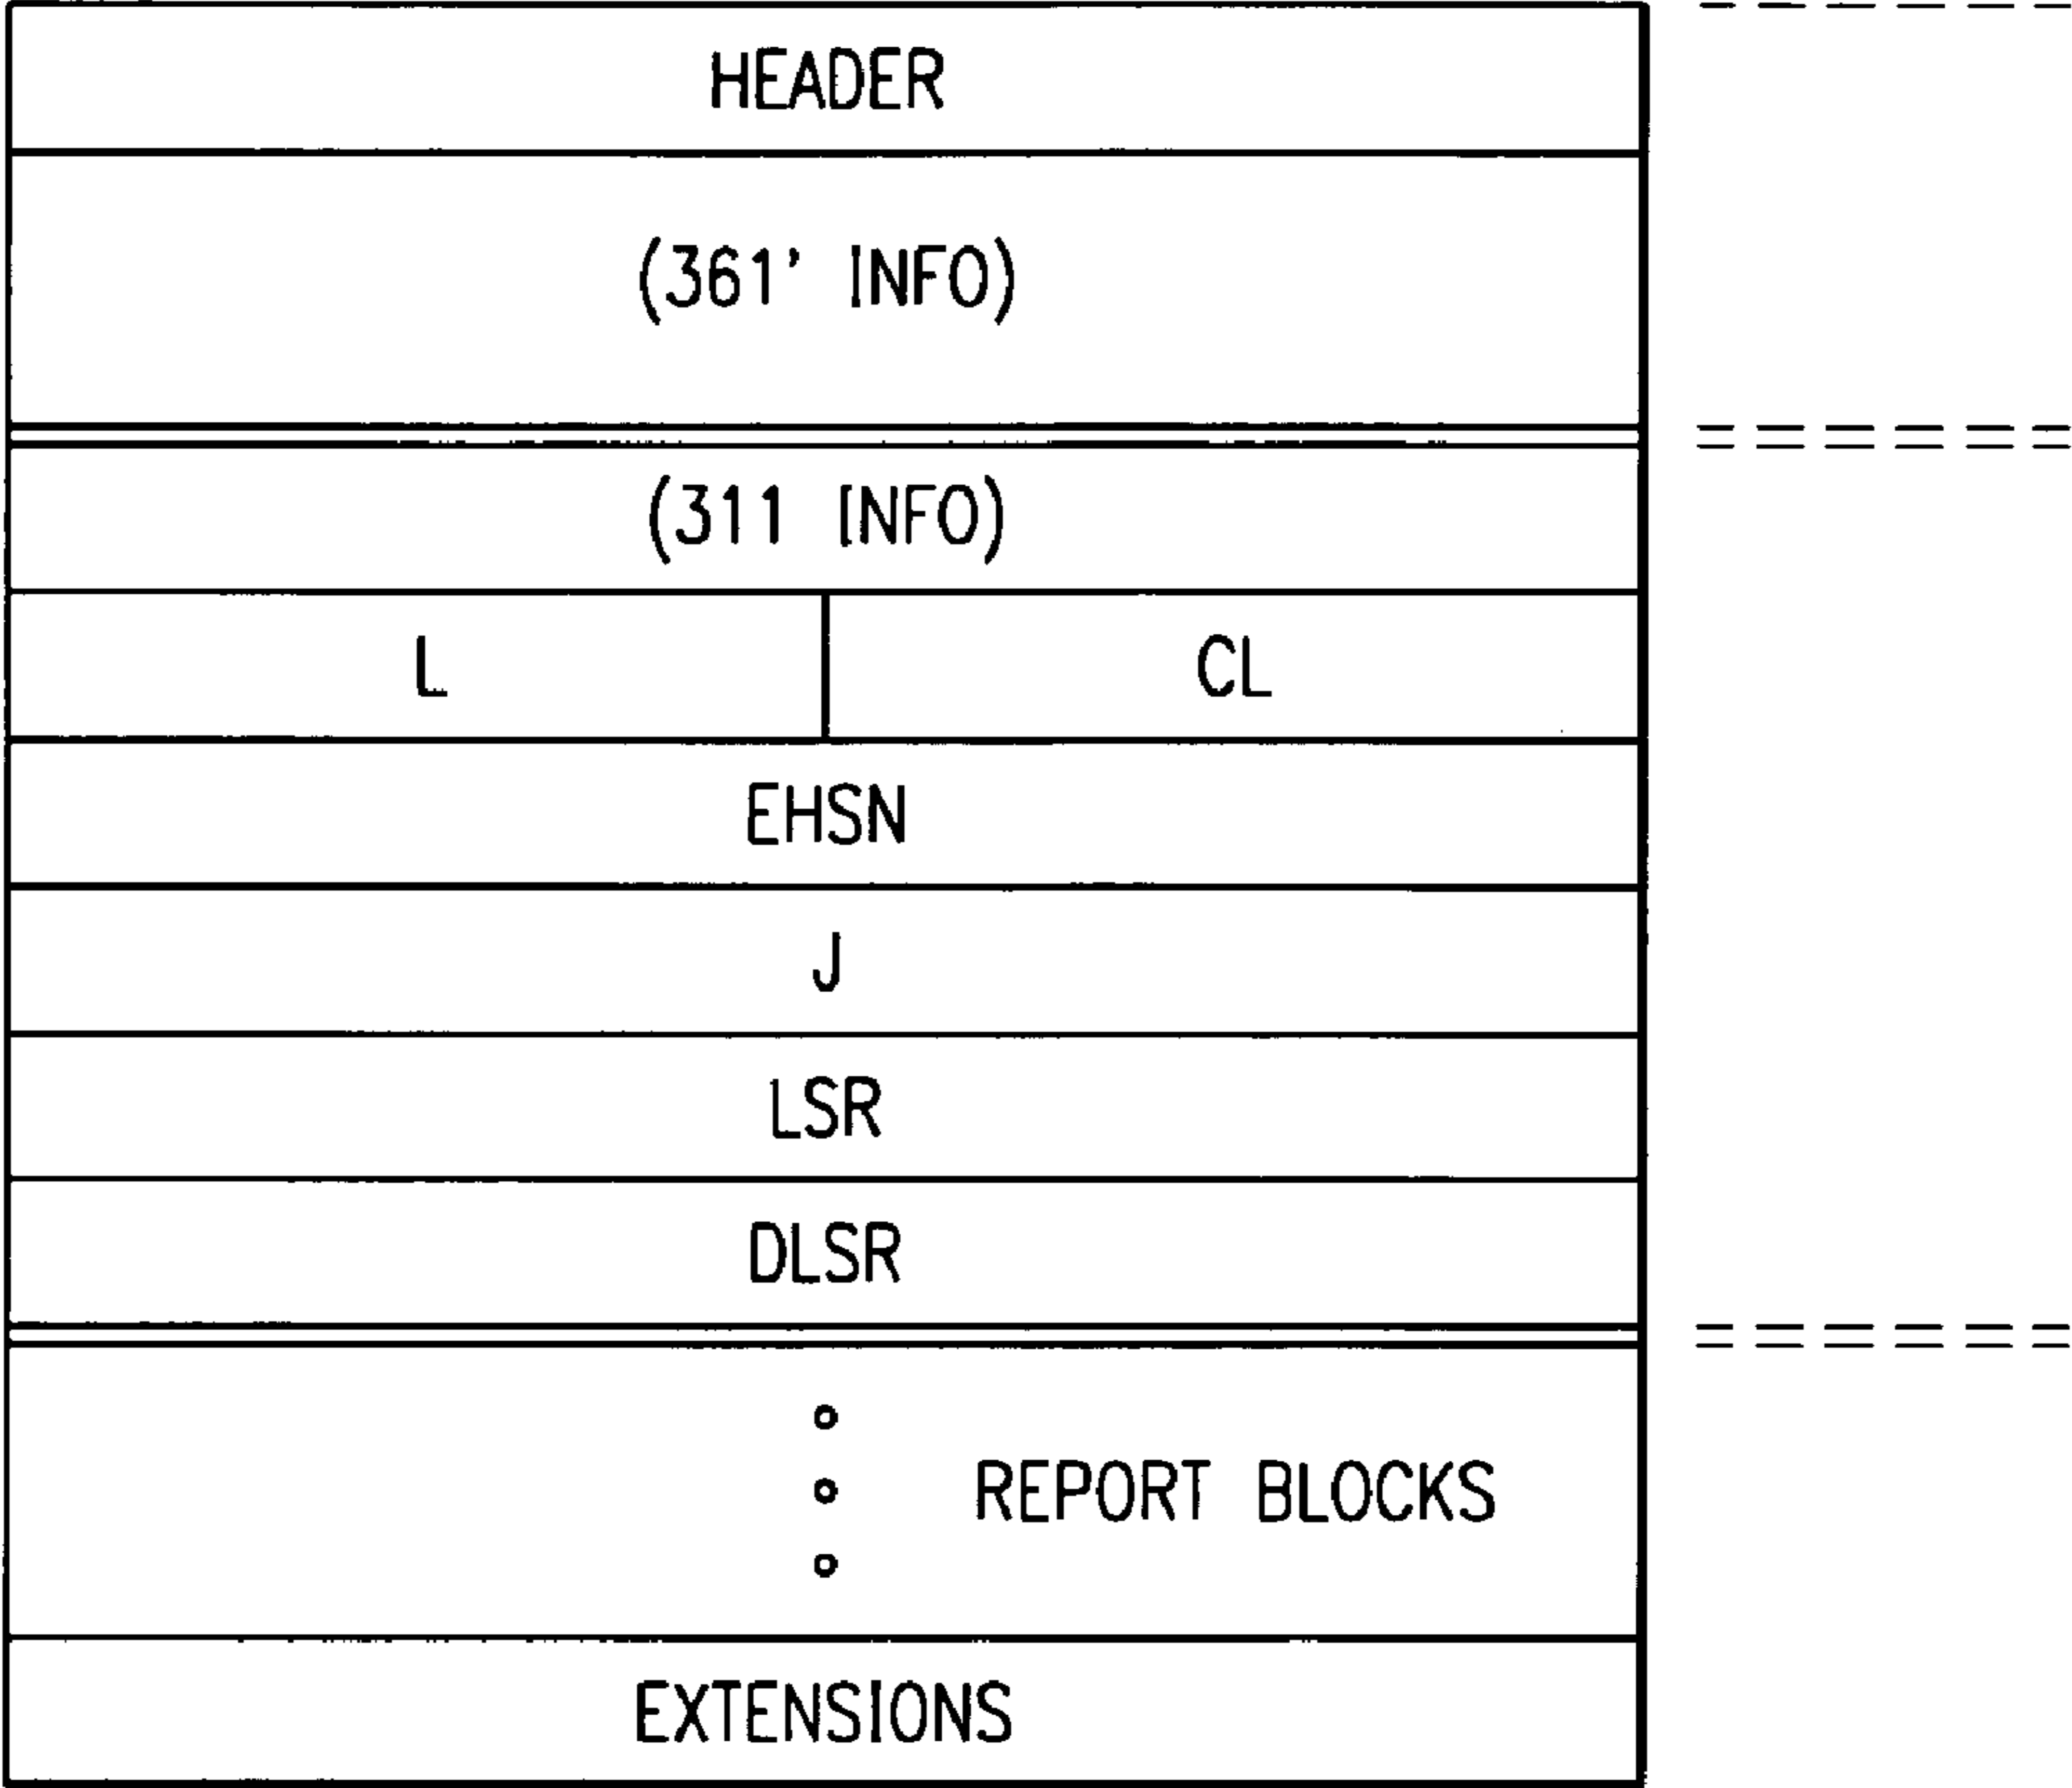 HEADER
(361' INFO)
(311 INFO)
L CL
EHSN
J
LSR
DLSR
REPORT BLOCKS
EXTENSIONS